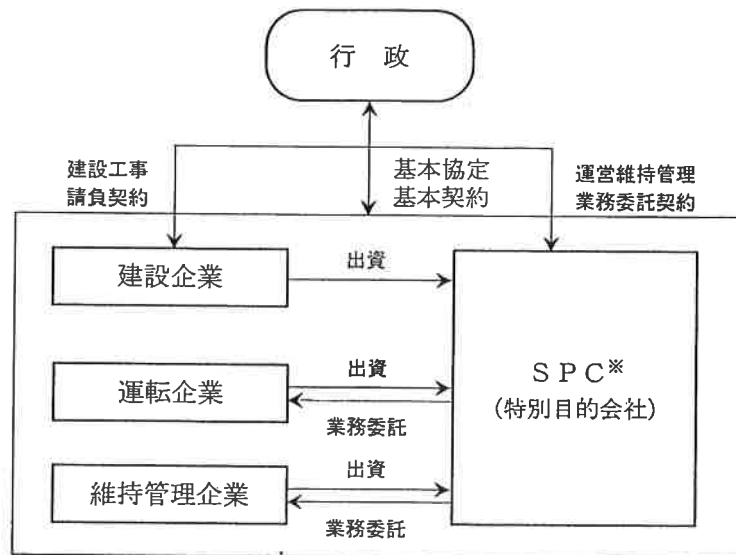 行 政
建設工事
請負契約
基本協定
基本契約
運営維持管理
業務委託契約
建設企業
出資
運転企業
出資
業務委託
SPC※
(特別目的会社)
維持管理企業
出資
業務委託